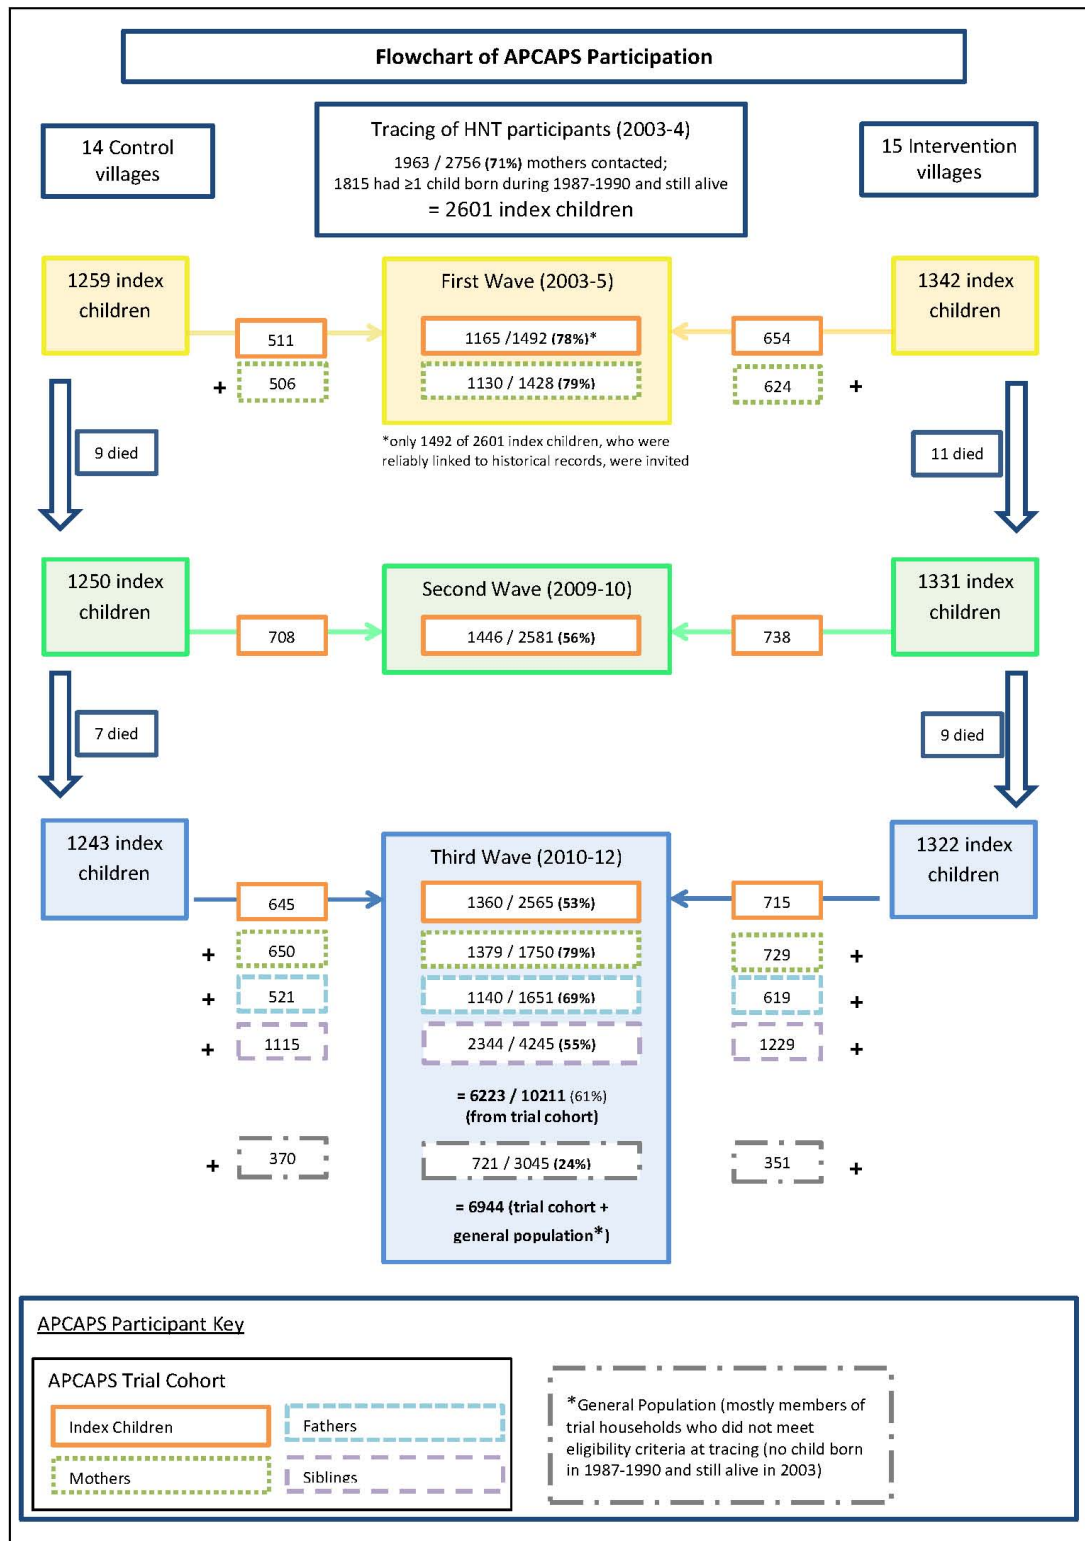 Flowchart of APCAPS Participation
14 Control
villages
Tracing of HNT participants (2003-4)
1963 / 2756 (71%) mothers contacted;
1815 had ≥1 child born during 1987-1990 and still alive
= 2601 index children
15 Intervention
villages
1259 index
children
First Wave (2003-5)
1342 index
children
511
1165 /1492 (78%)*
654
+
506
1130 / 1428 (79%)
624
+
*only 1492 of 2601 index children, who were
reliably linked to historical records, were invited
9 died
11 died
1250 index
children
Second Wave (2009-10)
1331 index
children
708
1446 / 2581 (56%)
738
7 died
9 died
1243 index
children
Third Wave (2010-12)
1322 index
children
645
1360 / 2565 (53%)
715
+
650
1379 / 1750 (79%)
729
+
+
521
1140 / 1651 (69%)
619
+
+
1115
2344 / 4245 (55%)
1229
+
= 6223 / 10211 (61%)
(from trial cohort)
+
370
721 / 3045 (24%)
351
+
= 6944 (trial cohort +
general population*)
APCAPS Participant Key
APCAPS Trial Cohort
Index Children
Fathers
Mothers
Siblings
*General Population (mostly members of
trial households who did not meet
eligibility criteria at tracing (no child born
in 1987-1990 and still alive in 2003)